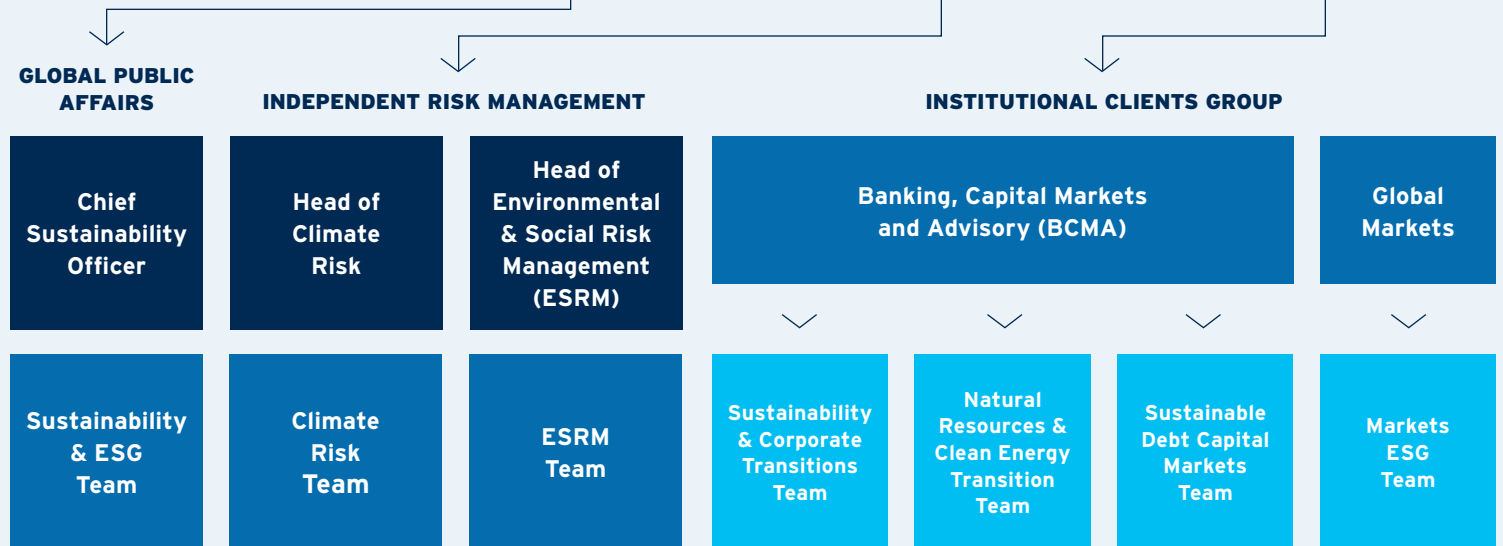 GLOBAL PUBLIC
AFFAIRS
INDEPENDENT RISK MANAGEMENT
INSTITUTIONAL CLIENTS GROUP
Chief
Sustainability
Officer
Head of
Climate
Risk
Head of
Environmental
& Social Risk
Management
(ESRM)
Banking, Capital Markets
and Advisory (BCMA)
Global
Markets
Sustainability
& ESG
Team
Climate
Risk
Team
ESRM
Team
Sustainability
& Corporate
Transitions
Team
Natural
Resources &
Clean Energy
Transition
Team
Sustainable
Debt Capital
Markets
Team
Markets
ESG
Team